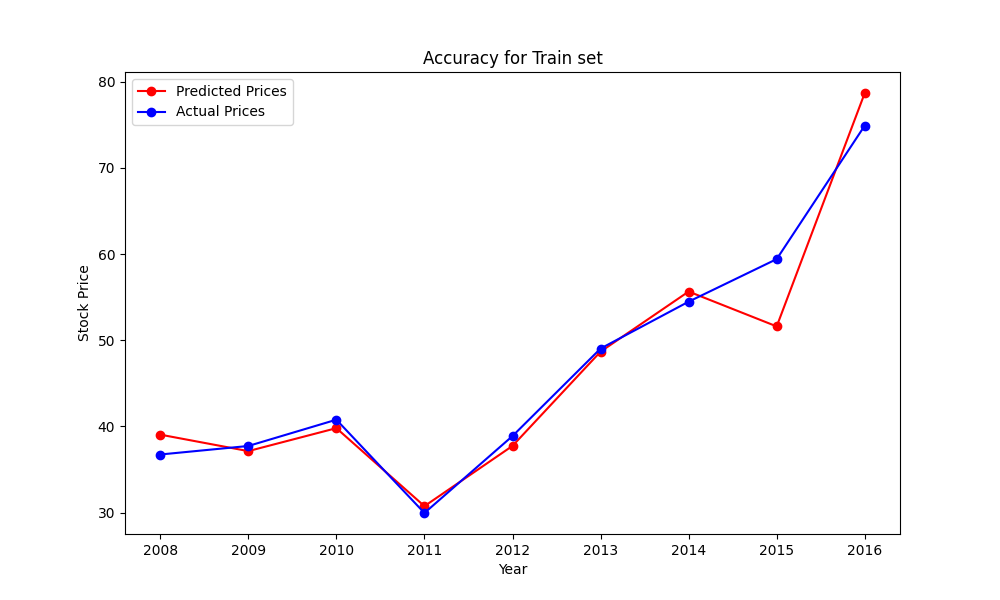 Accuracy for Train set
Predicted Prices
Actual Prices
80
70
60
50
40
30
Stock Price
2008 2009 2010 2011 2012 2013 2014 2015 2016
Year